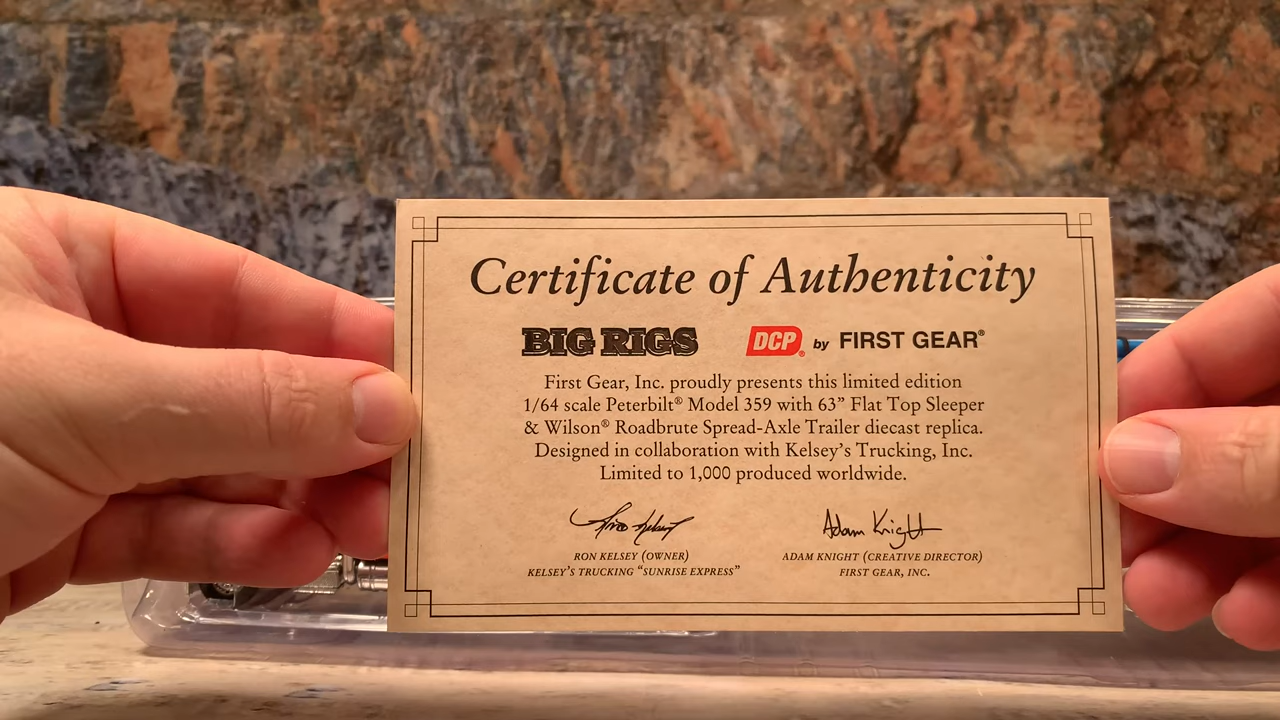 Certificate of Authenticity
BIG RIGS DCP® by FIRST GEAR®
First Gear, Inc. proudly presents this limited edition
1/64 scale Peterbilt® Model 359 with 63” Flat Top Sleeper
& Wilson® Roadbrute Spread-Axle Trailer diecast replica.
Designed in collaboration with Kelsey’s Trucking, Inc.
Limited to 1,000 produced worldwide.
Adam Knight
RON KELSEY (OWNER) ADAM KNIGHT (CREATIVE DIRECTOR)
KELSEY’S TRUCKING “SUNRISE EXPRESS” FIRST GEAR, INC.